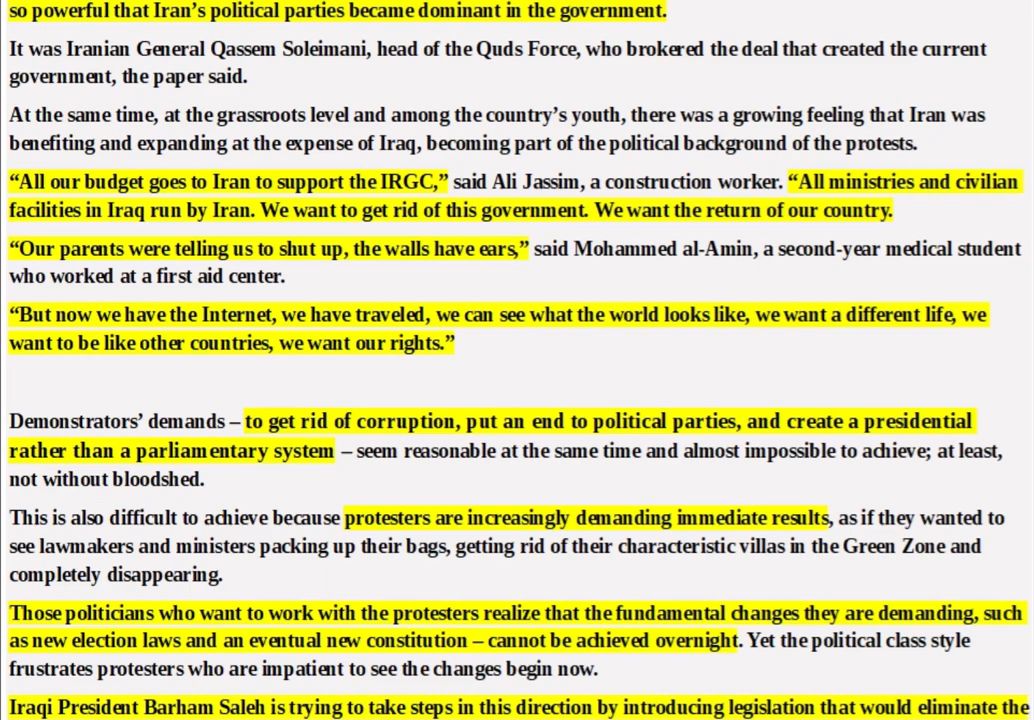 so powerful that Iran’s political parties became dominant in the government.
It was Iranian General Qassem Soleimani, head of the Quds Force, who brokered the deal that created the current
government, the paper said.
At the same time, at the grassroots level and among the country’s youth, there was a growing feeling that Iran was
benefiting and expanding at the expense of Iraq, becoming part of the political background of the protests.
“All our budget goes to Iran to support the IRGC,” said Ali Jassim, a construction worker. “All ministries and civilian
facilities in Iraq run by Iran. We want to get rid of this government. We want the return of our country.
“Our parents were telling us to shut up, the walls have ears,” said Mohammed al-Amin, a second-year medical student
who worked at a first aid center.
“But now we have the Internet, we have traveled, we can see what the world looks like, we want a different life, we
want to be like other countries, we want our rights.”
Demonstrators’ demands – to get rid of corruption, put an end to political parties, and create a presidential
rather than a parliamentary system – seem reasonable at the same time and almost impossible to achieve; at least,
not without bloodshed.
This is also difficult to achieve because protesters are increasingly demanding immediate results, as if they wanted to
see lawmakers and ministers packing up their bags, getting rid of their characteristic villas in the Green Zone and
completely disappearing.
Those politicians who want to work with the protesters realize that the fundamental changes they are demanding, such
as new election laws and an eventual new constitution – cannot be achieved overnight. Yet the political class style
frustrates protesters who are impatient to see the changes begin now.
Iraqi President Barham Saleh is trying to take steps in this direction by introducing legislation that would eliminate the